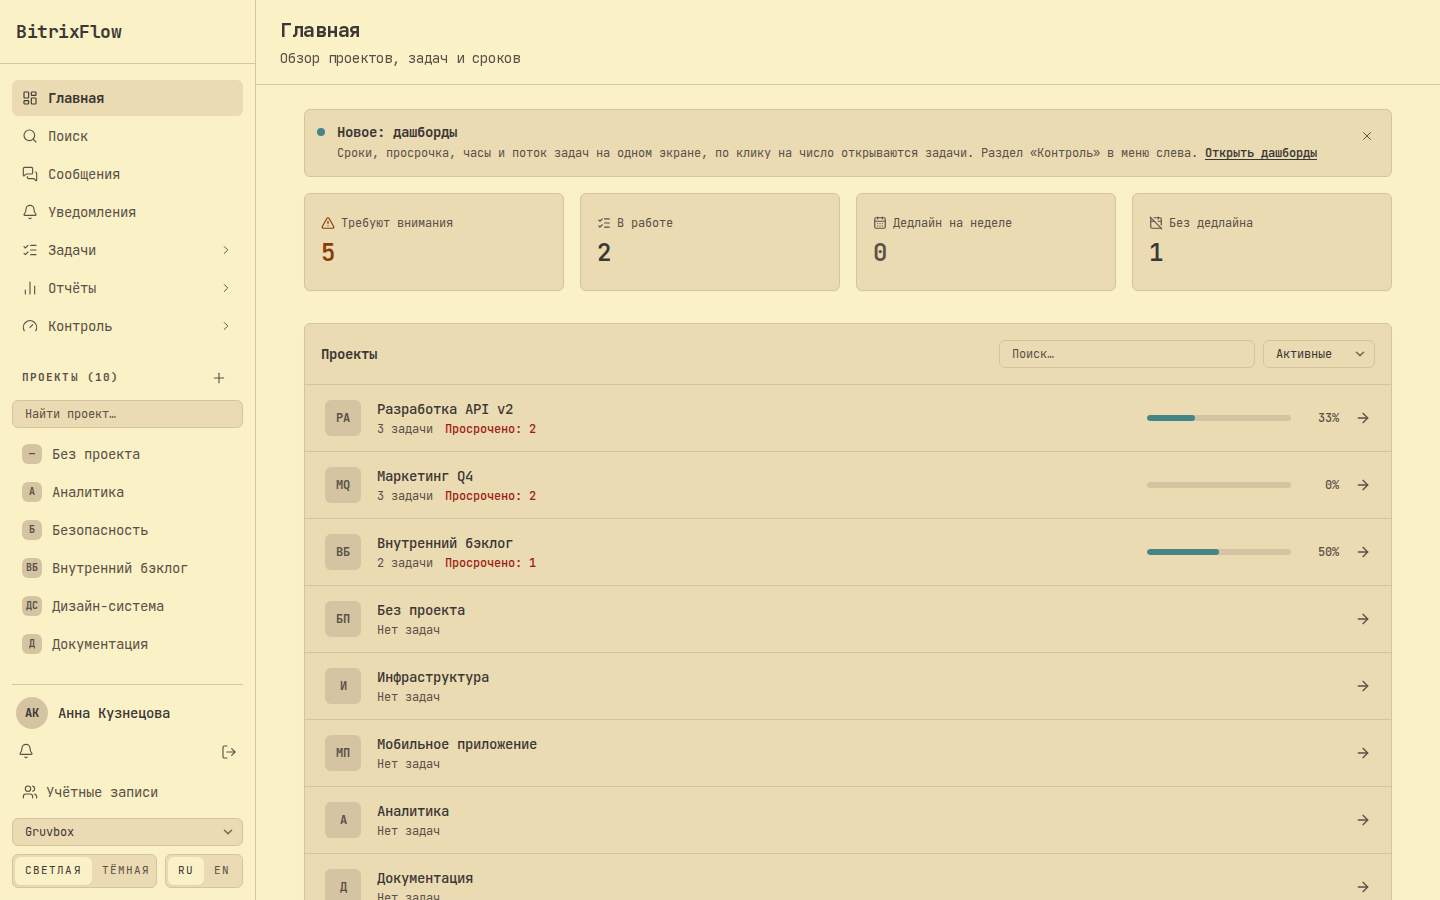 BitrixFlow
Главная
Поиск
Сообщения
Уведомления
Задачи
Отчёты
Контроль
ПРОЕКТЫ (10)
Найти проект…
— Без проекта
А Аналитика
Б Безопасность
ВБ Внутренний бэклог
ДС Дизайн-система
Д Документация
АК Анна Кузнецова
Учётные записи
Gruvbox
СВЕТЛАЯ ТЁМНАЯ RU EN
Главная
Обзор проектов, задач и сроков
Новое: дашборды
Сроки, просрочка, часы и поток задач на одном экране, по клику на число открываются задачи. Раздел «Контроль» в меню слева. Открыть дашборды
Требуют внимания
5
В работе
2
Дедлайн на неделе
0
Без дедлайна
1
Проекты
Поиск…
Активные
РА
Разработка API v2
3 задачи Просрочено: 2
33%
MQ
Маркетинг Q4
3 задачи Просрочено: 2
0%
ВБ
Внутренний бэклог
2 задачи Просрочено: 1
50%
БП
Без проекта
Нет задач
И
Инфраструктура
Нет задач
МП
Мобильное приложение
Нет задач
А
Аналитика
Нет задач
Д
Документация
Нет задач